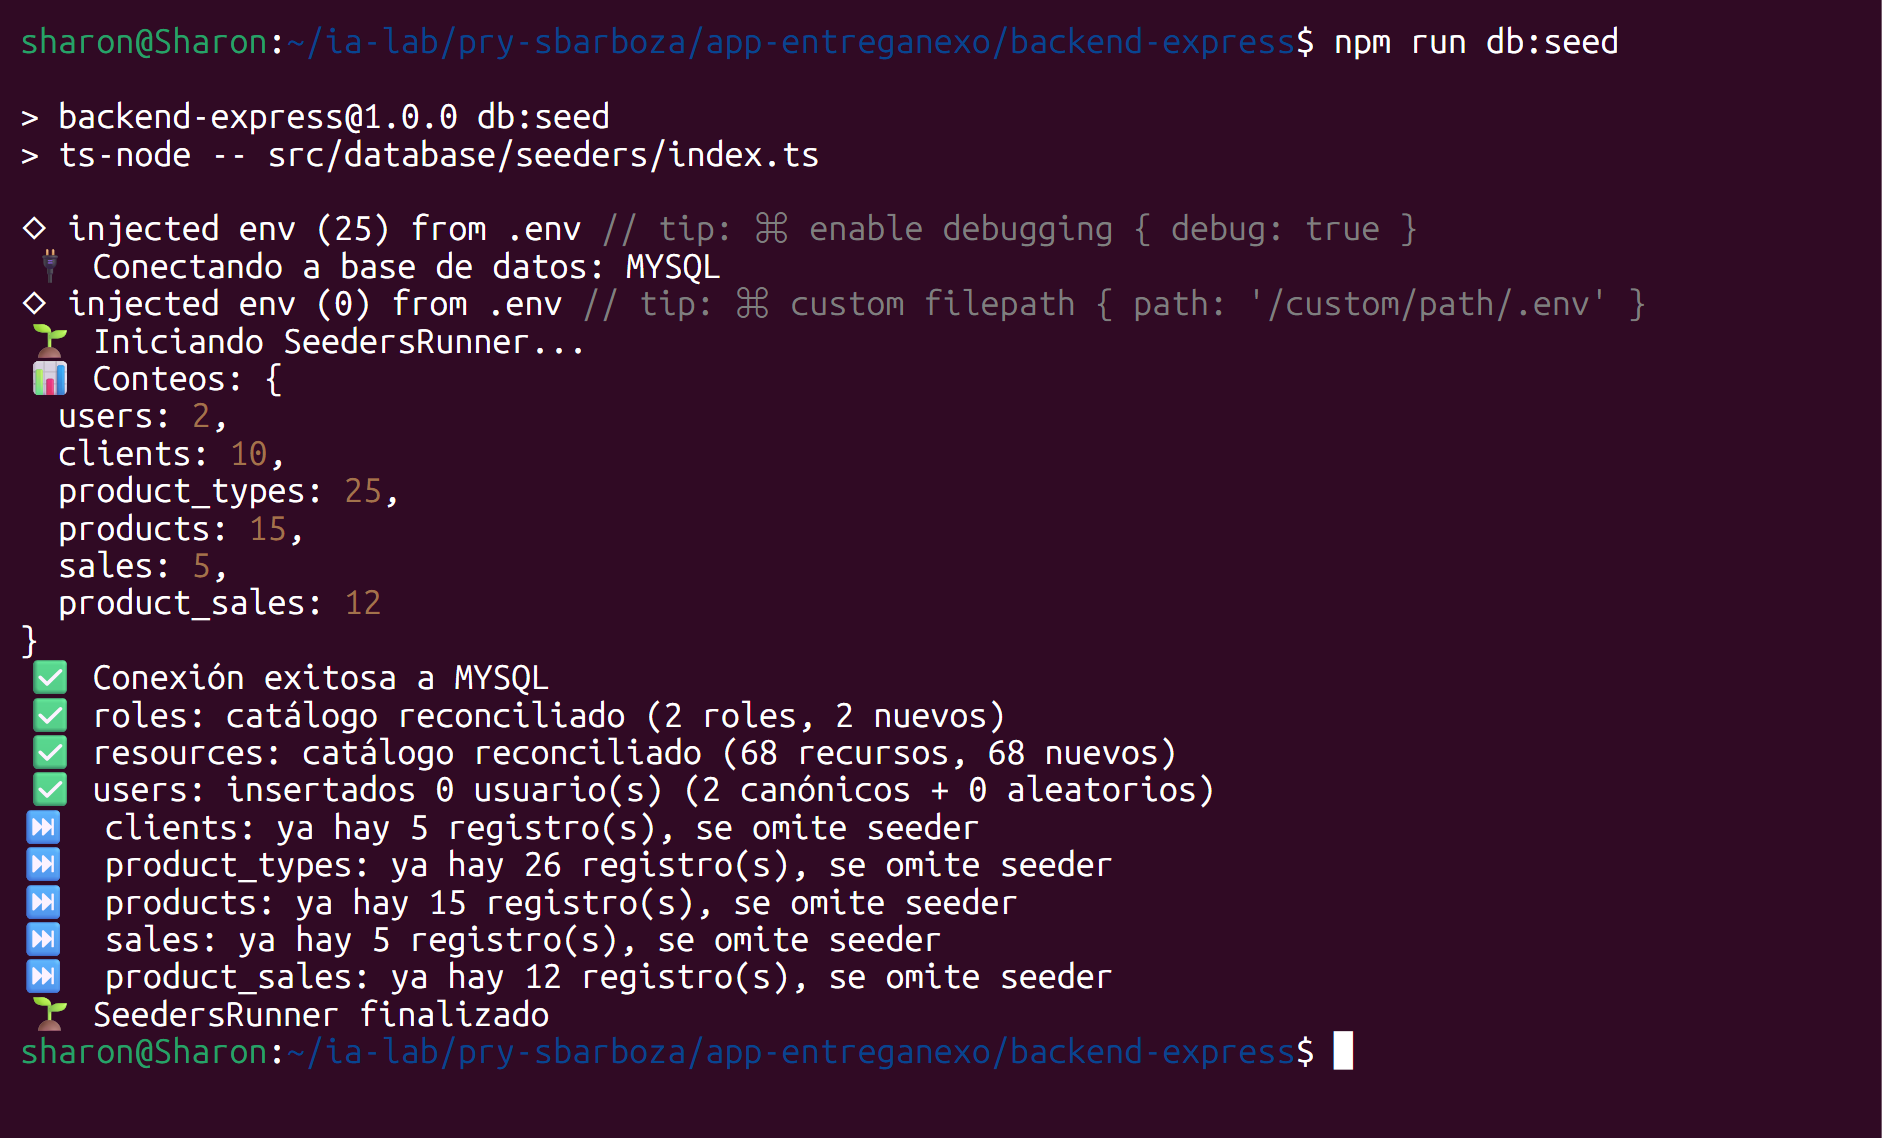 sharon@Sharon:~/ia-lab/pry-sbarboza/app-entreganexo/backend-express$ npm run db:seed
> backend-express@1.0.0 db:seed
> ts-node -- src/database/seeders/index.ts
◇ injected env (25) from .env // tip: ⌘ enable debugging { debug: true }
🔌 Conectando a base de datos: MYSQL
◇ injected env (0) from .env // tip: ⌘ custom filepath { path: '/custom/path/.env' }
🌱 Iniciando SeedersRunner...
📊 Conteos: {
  users: 2,
  clients: 10,
  product_types: 25,
  products: 15,
  sales: 5,
  product_sales: 12
}
✅ Conexión exitosa a MYSQL
✅ roles: catálogo reconciliado (2 roles, 2 nuevos)
✅ resources: catálogo reconciliado (68 recursos, 68 nuevos)
✅ users: insertados 0 usuario(s) (2 canónicos + 0 aleatorios)
⏭ clients: ya hay 5 registro(s), se omite seeder
⏭ product_types: ya hay 26 registro(s), se omite seeder
⏭ products: ya hay 15 registro(s), se omite seeder
⏭ sales: ya hay 5 registro(s), se omite seeder
⏭ product_sales: ya hay 12 registro(s), se omite seeder
🌱 SeedersRunner finalizado
sharon@Sharon:~/ia-lab/pry-sbarboza/app-entreganexo/backend-express$